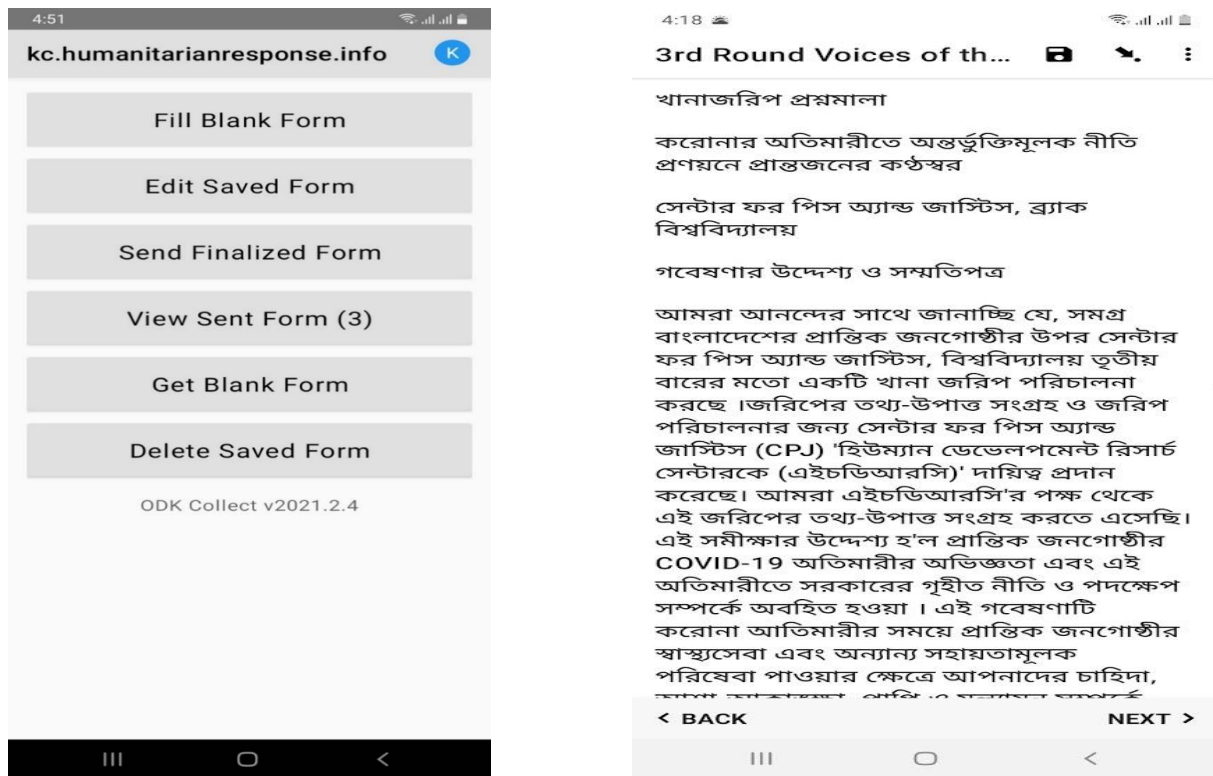 4:51
kc.humanitarianresponse.info
K
Fill Blank Form
Edit Saved Form
Send Finalized Form
View Sent Form (3)
Get Blank Form
Delete Saved Form
ODK Collect v2021.2.4
4:18
3rd Round Voices of th...
খানাজরিপ প্রশ্নমালা
করোনার অতিমারীতে অন্তর্ভুক্তিমূলক নীতি
প্রণয়নে প্রান্তজনের কণ্ঠস্বর
সেন্টার ফর পিস অ্যান্ড জাস্টিস, ব্র্যাক
বিশ্ববিদ্যালয়
গবেষণার উদ্দেশ্য ও সম্মতিপত্র
আমরা আনন্দের সাথে জানাচ্ছি যে, সমগ্র
বাংলাদেশের প্রান্তিক জনগোষ্ঠীর উপর সেন্টার
ফর পিস অ্যান্ড জাস্টিস, বিশ্ববিদ্যালয় তৃতীয়
বারের মতো একটি খানা জরিপ পরিচালনা
করছে ।জরিপের তথ্য-উপাত্ত সংগ্রহ ও জরিপ
পরিচালনার জন্য সেন্টার ফর পিস অ্যান্ড
জাস্টিস (CPJ) 'হিউম্যান ডেভেলপমেন্ট রিসার্চ
সেন্টারকে (এইচডিআরসি)' দায়িত্ব প্রদান
করেছে। আমরা এইচডিআরসি'র পক্ষ থেকে
এই জরিপের তথ্য-উপাত্ত সংগ্রহ করতে এসেছি।
এই সমীক্ষার উদ্দেশ্য হ'ল প্রান্তিক জনগোষ্ঠীর
COVID-19 অতিমারীর অভিজ্ঞতা এবং এই
অতিমারীতে সরকারের গৃহীত নীতি ও পদক্ষেপ
সম্পর্কে অবহিত হওয়া । এই গবেষণাটি
করোনা আতিমারীর সময়ে প্রান্তিক জনগোষ্ঠীর
স্বাস্থ্যসেবা এবং অন্যান্য সহায়তামূলক
পরিষেবা পাওয়ার ক্ষেত্রে আপনাদের চাহিদা,
< BACK
NEXT >